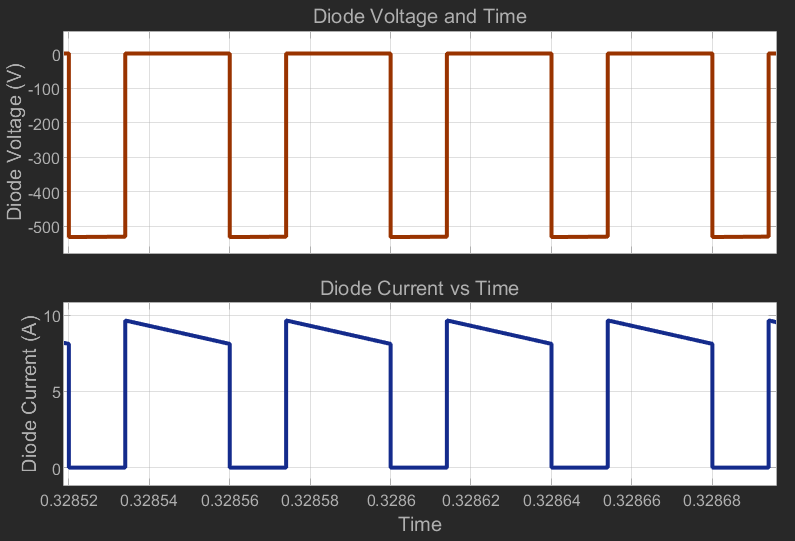 Diode Voltage and Time
Diode Voltage (V)
0
-100
-200
-300
-400
-500
Diode Current vs Time
Diode Current (A)
10
5
0
0.32852 0.32854 0.32856 0.32858 0.3286 0.32862 0.32864 0.32866 0.32868
Time